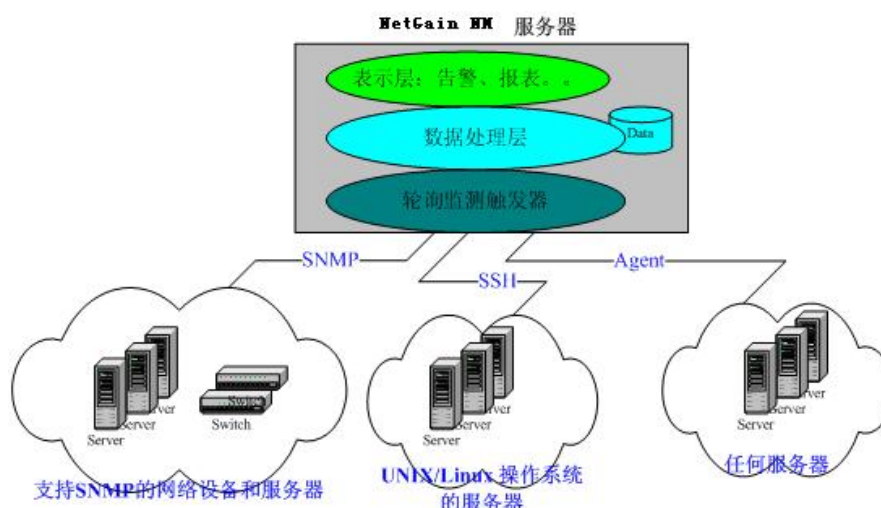 NetGain NM 服务器
表示层：告警、报表。。
数据处理层
Data
轮询监测触发器
SNMP
SSH
Agent
Server
Server
Server
Switch
Switch
Server
Server
Server
Server
Server
Server
支持SNMP的网络设备和服务器
UNIX/Linux 操作系统
的服务器
任何服务器